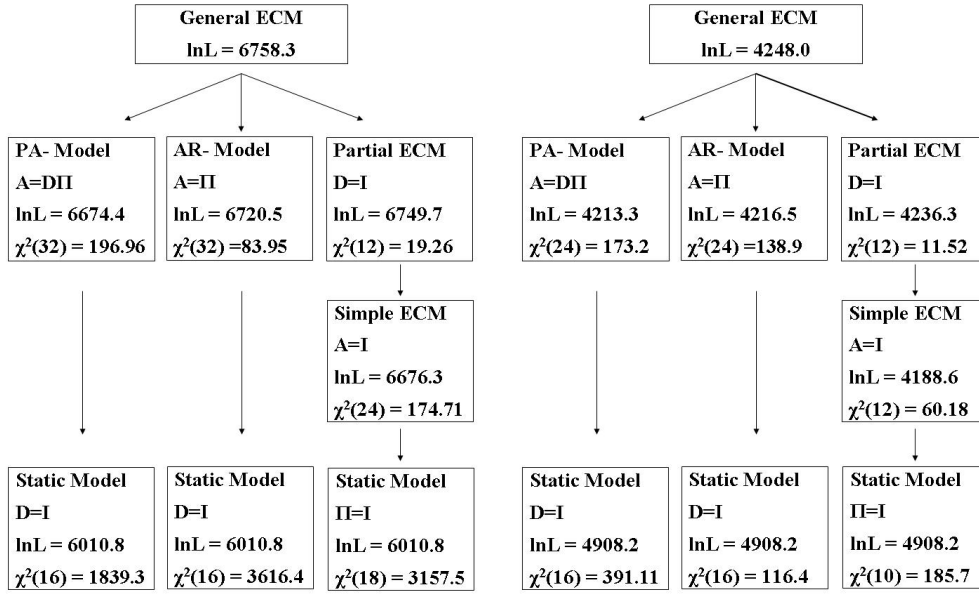 General ECM
lnL = 6758.3
PA- Model
A=DΠ
lnL = 6674.4
χ²(32) = 196.96
AR- Model
A=Π
lnL = 6720.5
χ²(32) =83.95
Partial ECM
D=I
lnL = 6749.7
χ²(12) = 19.26
Simple ECM
A=I
lnL = 6676.3
χ²(24) = 174.71
Static Model
D=I
lnL = 6010.8
χ²(16) = 1839.3
Static Model
D=I
lnL = 6010.8
χ²(16) = 3616.4
Static Model
Π=I
lnL = 6010.8
χ²(18) = 3157.5
General ECM
lnL = 4248.0
PA- Model
A=DΠ
lnL = 4213.3
χ²(24) = 173.2
AR- Model
A=Π
lnL = 4216.5
χ²(24) = 138.9
Partial ECM
D=I
lnL = 4236.3
χ²(12) = 11.52
Simple ECM
A=I
lnL = 4188.6
χ²(12) = 60.18
Static Model
D=I
lnL = 4908.2
χ²(16) = 391.11
Static Model
D=I
lnL = 4908.2
χ²(16) = 116.4
Static Model
Π=I
lnL = 4908.2
χ²(10) = 185.7